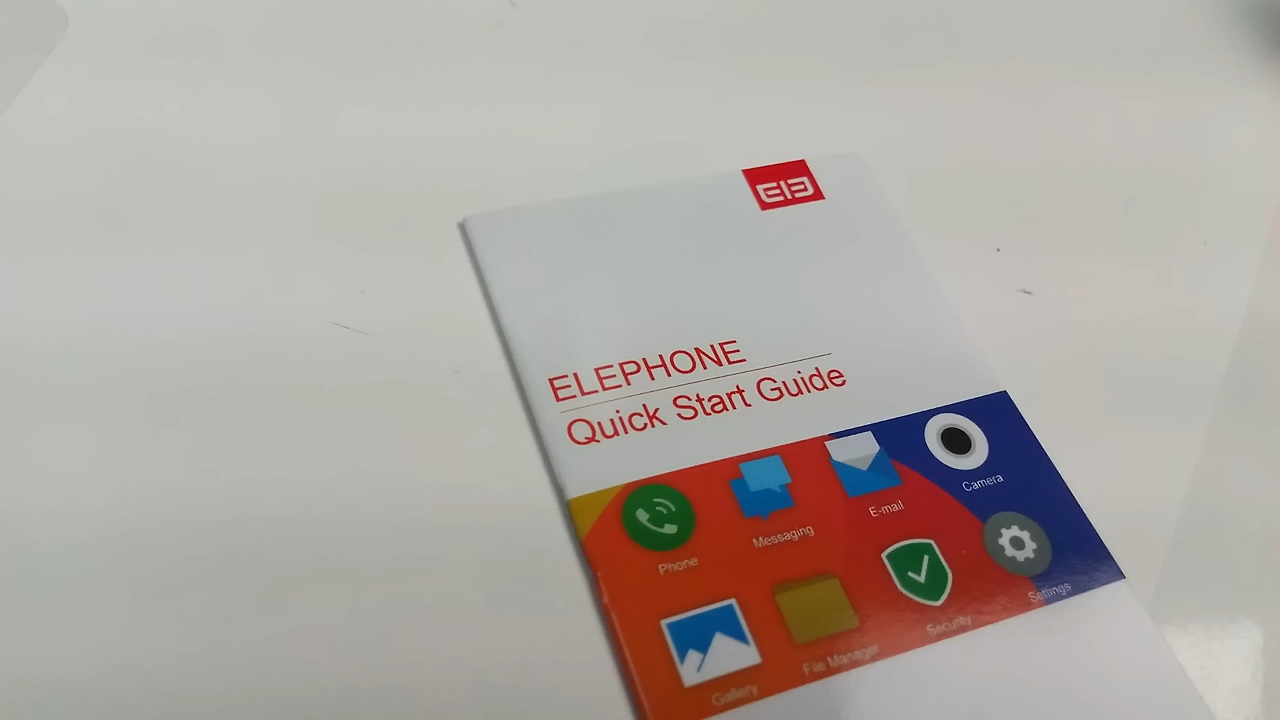 ELEPHONE
Quick Start Guide
Phone
Messaging
E-mail
Camera
Gallery
File Manager
Security
Settings